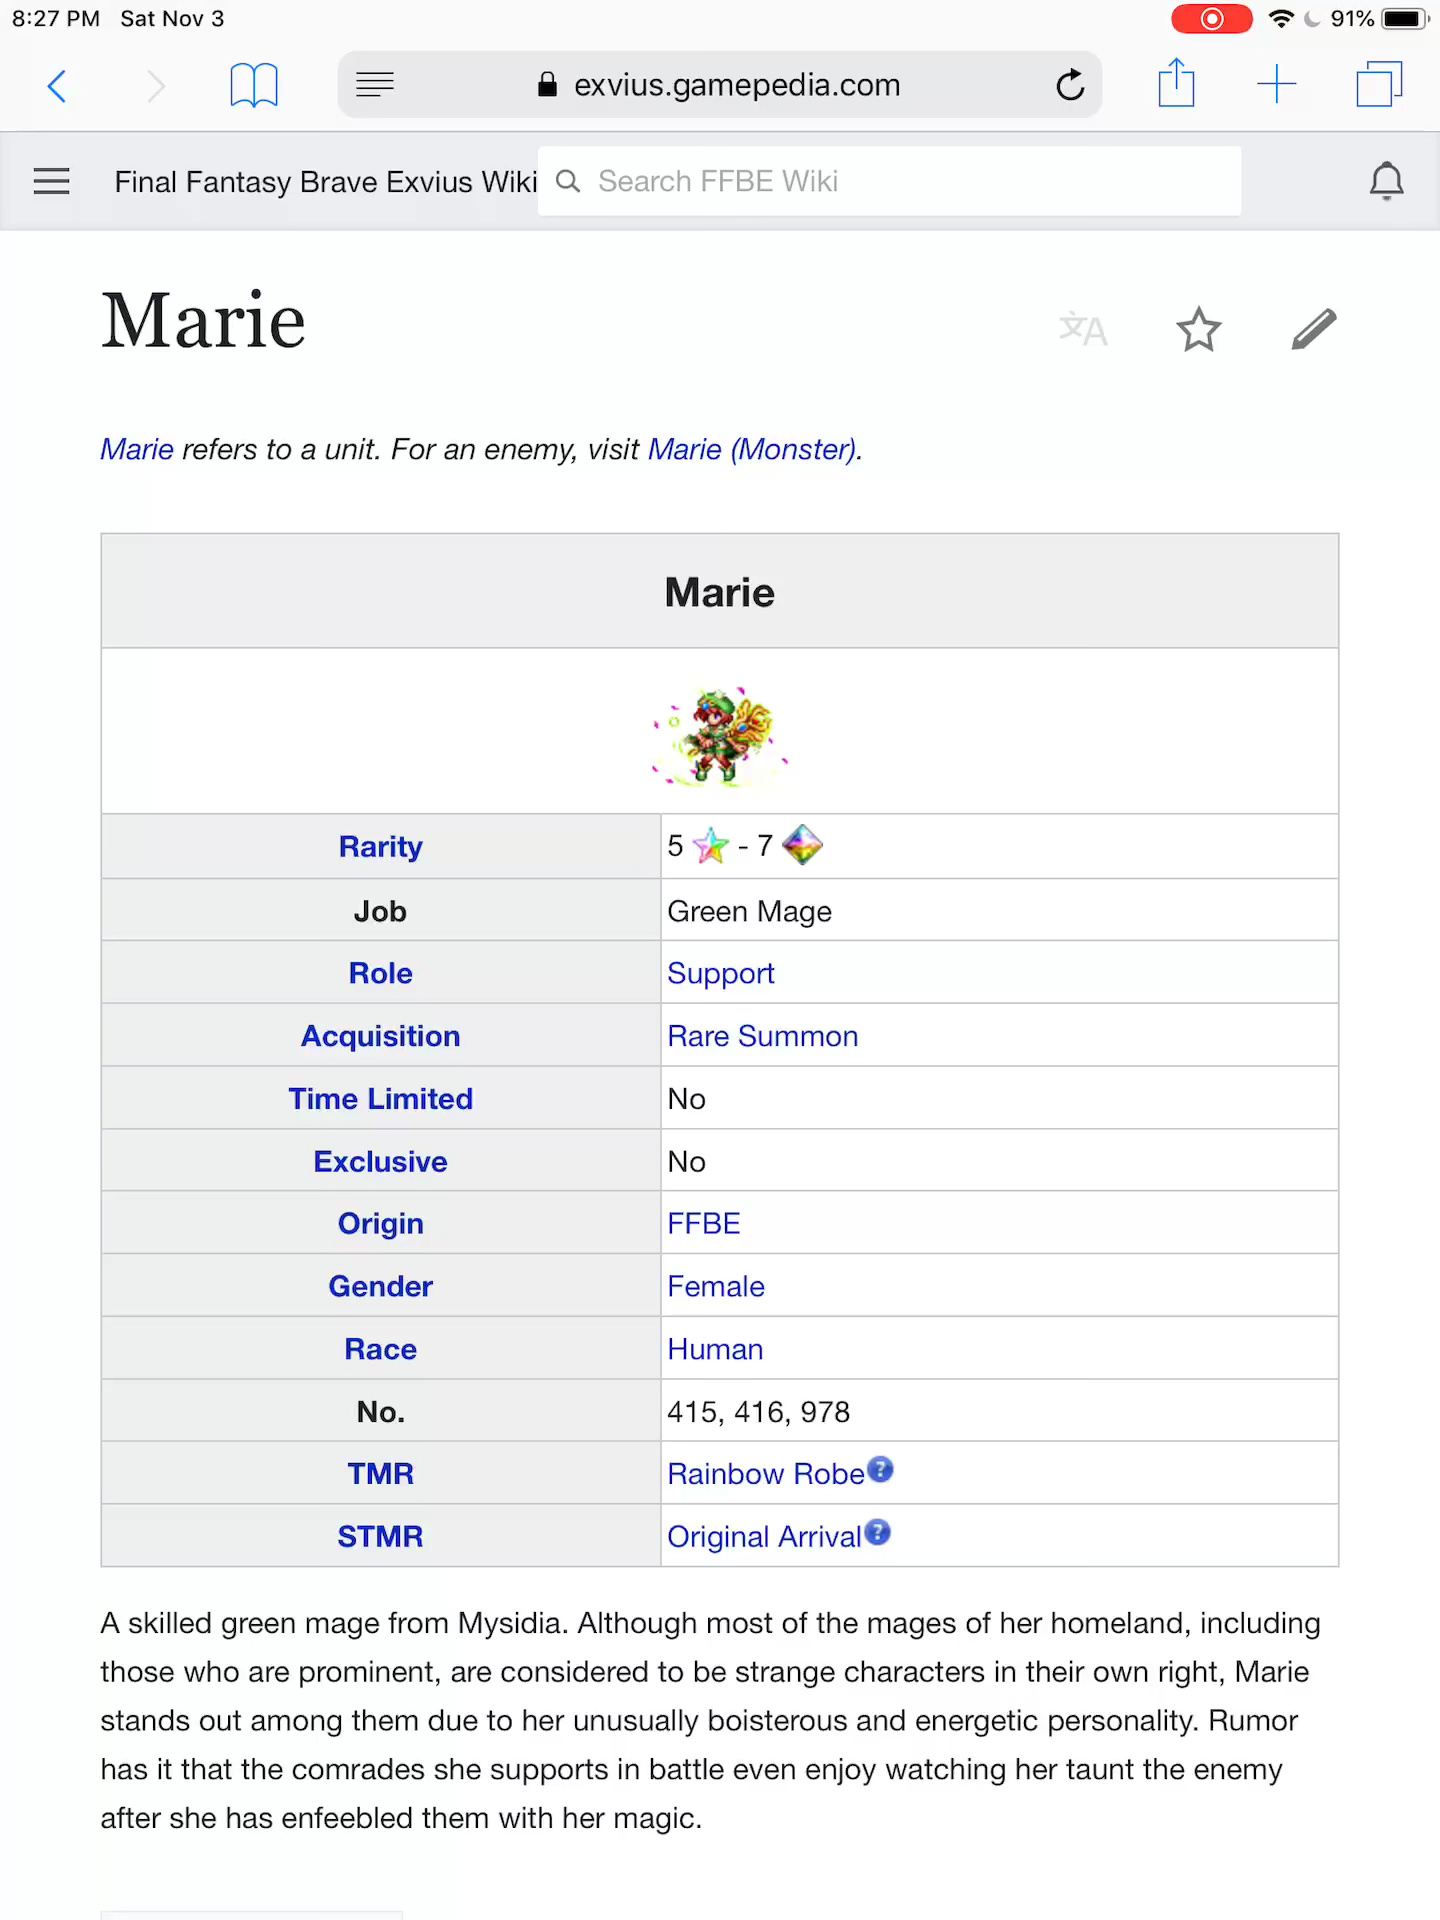 8:27 PM Sat Nov 3 91%
exvius.gamepedia.com
Final Fantasy Brave Exvius Wiki Search FFBE Wiki
Marie
Marie refers to a unit. For an enemy, visit Marie (Monster).
Marie
Rarity 5 - 7
Job Green Mage
Role Support
Acquisition Rare Summon
Time Limited No
Exclusive No
Origin FFBE
Gender Female
Race Human
No. 415, 416, 978
TMR Rainbow Robe?
STMR Original Arrival?
A skilled green mage from Mysidia. Although most of the mages of her homeland, including
those who are prominent, are considered to be strange characters in their own right, Marie
stands out among them due to her unusually boisterous and energetic personality. Rumor
has it that the comrades she supports in battle even enjoy watching her taunt the enemy
after she has enfeebled them with her magic.